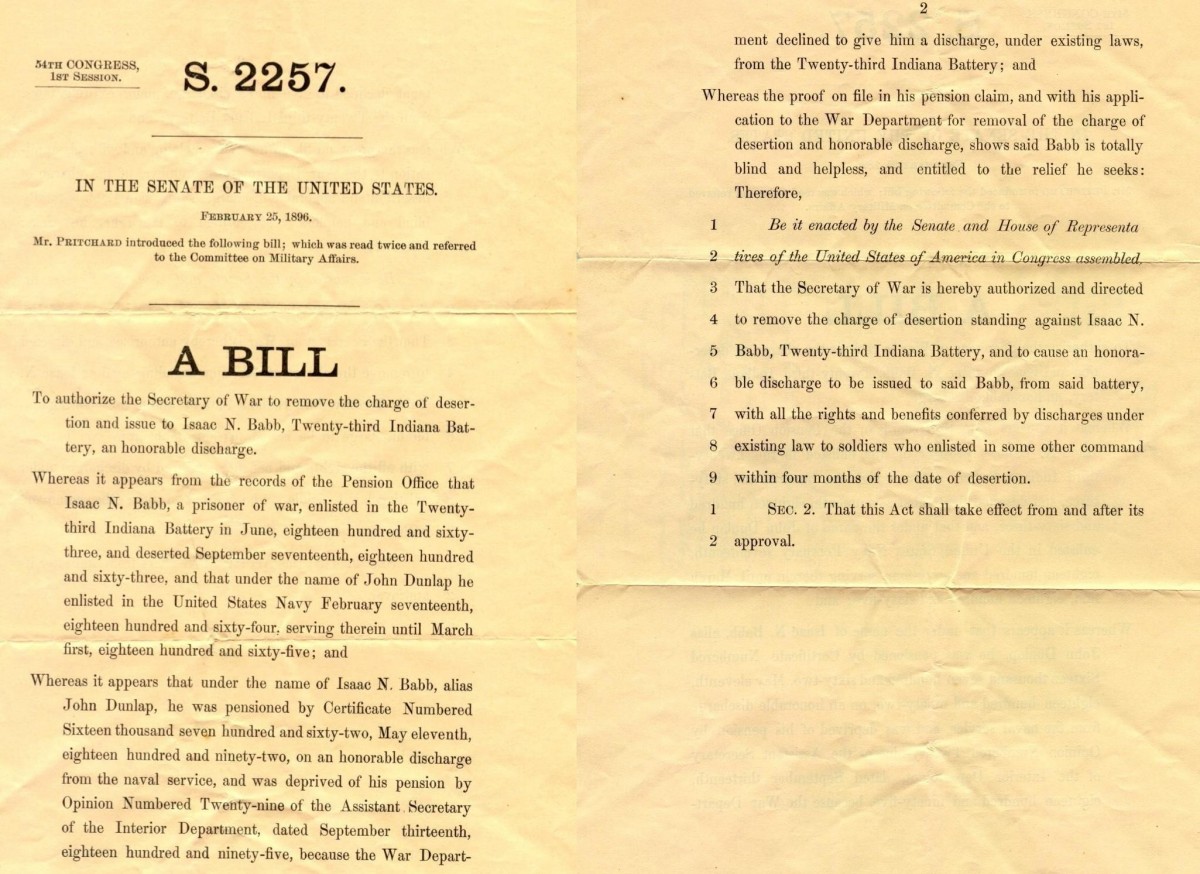 54TH CONGRESS,
1ST SESSION.
S. 2257.
IN THE SENATE OF THE UNITED STATES.
FEBRUARY 25, 1896.
Mr. PRITCHARD introduced the following bill; which was read twice and referred
to the Committee on Military Affairs.
A BILL
To authorize the Secretary of War to remove the charge of deser-
tion and issue to Isaac N. Babb, Twenty-third Indiana Bat-
tery, an honorable discharge.
Whereas it appears from the records of the Pension Office that
Isaac N. Babb, a prisoner of war, enlisted in the Twenty-
third Indiana Battery in June, eighteen hundred and sixty-
three, and deserted September seventeenth, eighteen hundred
and sixty-three, and that under the name of John Dunlap he
enlisted in the United States Navy February seventeenth,
eighteen hundred and sixty-four, serving therein until March
first, eighteen hundred and sixty-five; and
Whereas it appears that under the name of Isaac N. Babb, alias
John Dunlap, he was pensioned by Certificate Numbered
Sixteen thousand seven hundred and sixty-two, May eleventh,
eighteen hundred and ninety-two, on an honorable discharge
from the naval service, and was deprived of his pension by
Opinion Numbered Twenty-nine of the Assistant Secretary
of the Interior Department, dated September thirteenth,
eighteen hundred and ninety-five, because the War Depart-
2
ment declined to give him a discharge, under existing laws,
from the Twenty-third Indiana Battery; and
Whereas the proof on file in his pension claim, and with his appli-
cation to the War Department for removal of the charge of
desertion and honorable discharge, shows said Babb is totally
blind and helpless, and entitled to the relief he seeks:
Therefore,
1 Be it enacted by the Senate and House of Representa
2 tives of the United States of America in Congress assembled,
3 That the Secretary of War is hereby authorized and directed
4 to remove the charge of desertion standing against Isaac N.
5 Babb, Twenty-third Indiana Battery, and to cause an honora-
6 ble discharge to be issued to said Babb, from said battery,
7 with all the rights and benefits conferred by discharges under
8 existing law to soldiers who enlisted in some other command
9 within four months of the date of desertion.
1 SEC. 2. That this Act shall take effect from and after its
2 approval.